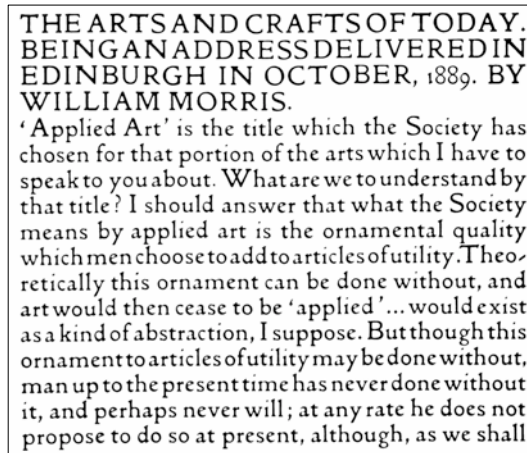 THE ARTS AND CRAFTS OF TODAY.
BEING AN ADDRESS DELIVERED IN
EDINBURGH IN OCTOBER, 1889. BY
WILLIAM MORRIS.
‘Applied Art’ is the title which the Society has
chosen for that portion of the arts which I have to
speak to you about. What are we to understand by
that title? I should answer that what the Society
means by applied art is the ornamental quality
which men choose to add to articles of utility. Theo-
retically this ornament can be done without, and
art would then cease to be ‘applied’... would exist
as a kind of abstraction, I suppose. But though this
ornament to articles of utility may be done without,
man up to the present time has never done without
it, and perhaps never will; at any rate he does not
propose to do so at present, although, as we shall